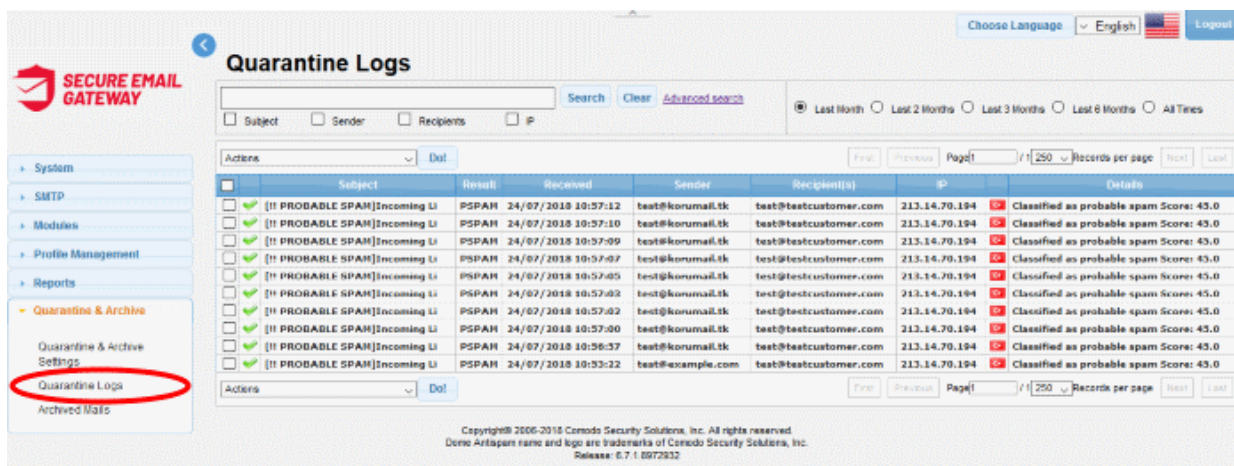 Choose Language English Logout
SECURE EMAIL
GATEWAY
Quarantine Logs
Search Clear Advanced search
Subject Sender Recipients IP
Last Month Last 2 Months Last 3 Months Last 6 Months All Times
System
SMTP
Modules
Profile Management
Reports
Quarantine & Archive
Quarantine & Archive
Settings
Quarantine Logs
Archived Mails
Actions Do! First Previous Page 1 / 1 250 Records per page Next Last
Subject Result Received Sender Recipient(s) IP Details
[!! PROBABLE SPAM]Incoming Li PSPAM 24/07/2018 10:57:12 test@korumail.tk test@testcustomer.com 213.14.70.194 Classified as probable spam Score: 45.0
[!! PROBABLE SPAM]Incoming Li PSPAM 24/07/2018 10:57:10 test@korumail.tk test@testcustomer.com 213.14.70.194 Classified as probable spam Score: 45.0
[!! PROBABLE SPAM]Incoming Li PSPAM 24/07/2018 10:57:09 test@korumail.tk test@testcustomer.com 213.14.70.194 Classified as probable spam Score: 45.0
[!! PROBABLE SPAM]Incoming Li PSPAM 24/07/2018 10:57:07 test@korumail.tk test@testcustomer.com 213.14.70.194 Classified as probable spam Score: 45.0
[!! PROBABLE SPAM]Incoming Li PSPAM 24/07/2018 10:57:05 test@korumail.tk test@testcustomer.com 213.14.70.194 Classified as probable spam Score: 45.0
[!! PROBABLE SPAM]Incoming Li PSPAM 24/07/2018 10:57:03 test@korumail.tk test@testcustomer.com 213.14.70.194 Classified as probable spam Score: 45.0
[!! PROBABLE SPAM]Incoming Li PSPAM 24/07/2018 10:57:02 test@korumail.tk test@testcustomer.com 213.14.70.194 Classified as probable spam Score: 45.0
[!! PROBABLE SPAM]Incoming Li PSPAM 24/07/2018 10:57:00 test@korumail.tk test@testcustomer.com 213.14.70.194 Classified as probable spam Score: 45.0
[!! PROBABLE SPAM]Incoming Li PSPAM 24/07/2018 10:56:57 test@korumail.tk test@testcustomer.com 213.14.70.194 Classified as probable spam Score: 45.0
[!! PROBABLE SPAM]Incoming Li PSPAM 24/07/2018 10:53:22 test@example.com test@testcustomer.com 213.14.70.194 Classified as probable spam Score: 45.0
Actions Do! First Previous Page 1 / 1 250 Records per page Next Last
Copyright© 2006-2018 Comodo Security Solutions, Inc. All rights reserved.
Dome Antispam name and logo are trademarks of Comodo Security Solutions, Inc.
Release: 6.7.1.8972932